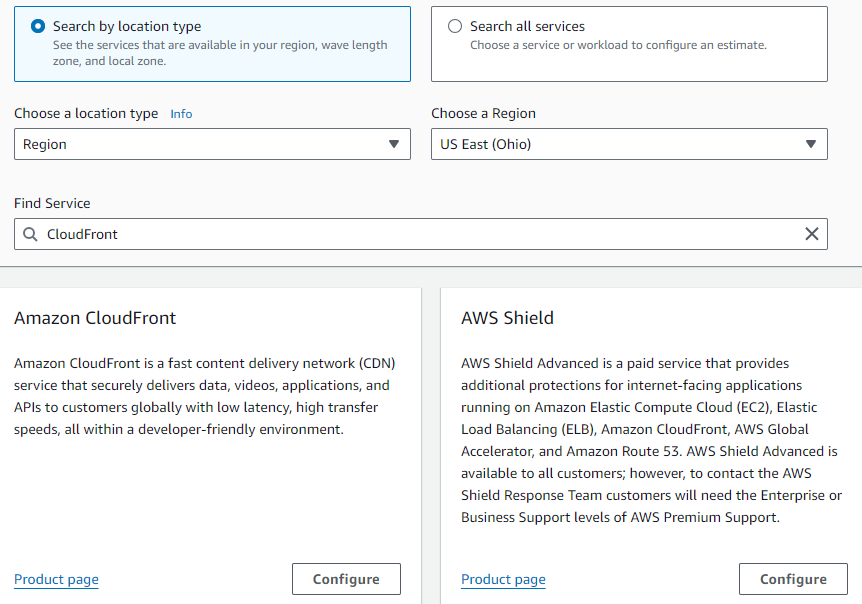 Search by location type
See the services that are available in your region, wave length
zone, and local zone.
Search all services
Choose a service or workload to configure an estimate.
Choose a location type Info
Region
Choose a Region
US East (Ohio)
Find Service
CloudFront
Amazon CloudFront
Amazon CloudFront is a fast content delivery network (CDN)
service that securely delivers data, videos, applications, and
APIs to customers globally with low latency, high transfer
speeds, all within a developer-friendly environment.
Product page
Configure
AWS Shield
AWS Shield Advanced is a paid service that provides
additional protections for internet-facing applications
running on Amazon Elastic Compute Cloud (EC2), Elastic
Load Balancing (ELB), Amazon CloudFront, AWS Global
Accelerator, and Amazon Route 53. AWS Shield Advanced is
available to all customers; however, to contact the AWS
Shield Response Team customers will need the Enterprise or
Business Support levels of AWS Premium Support.
Product page
Configure